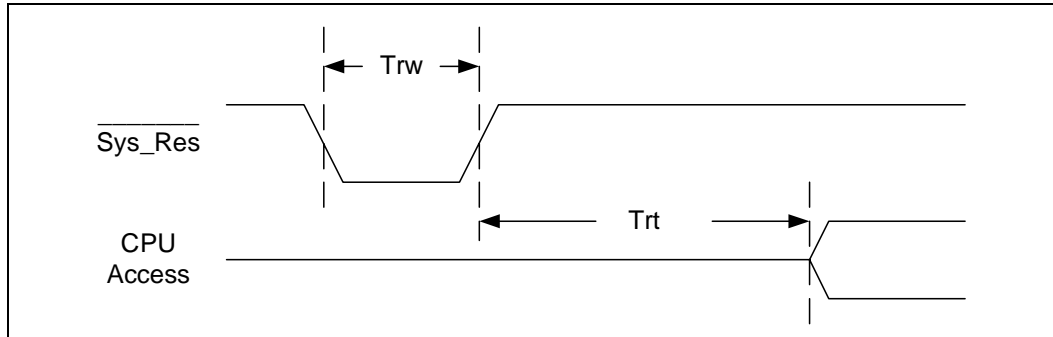 Trw
Sys_Res
Trt
CPU
Access